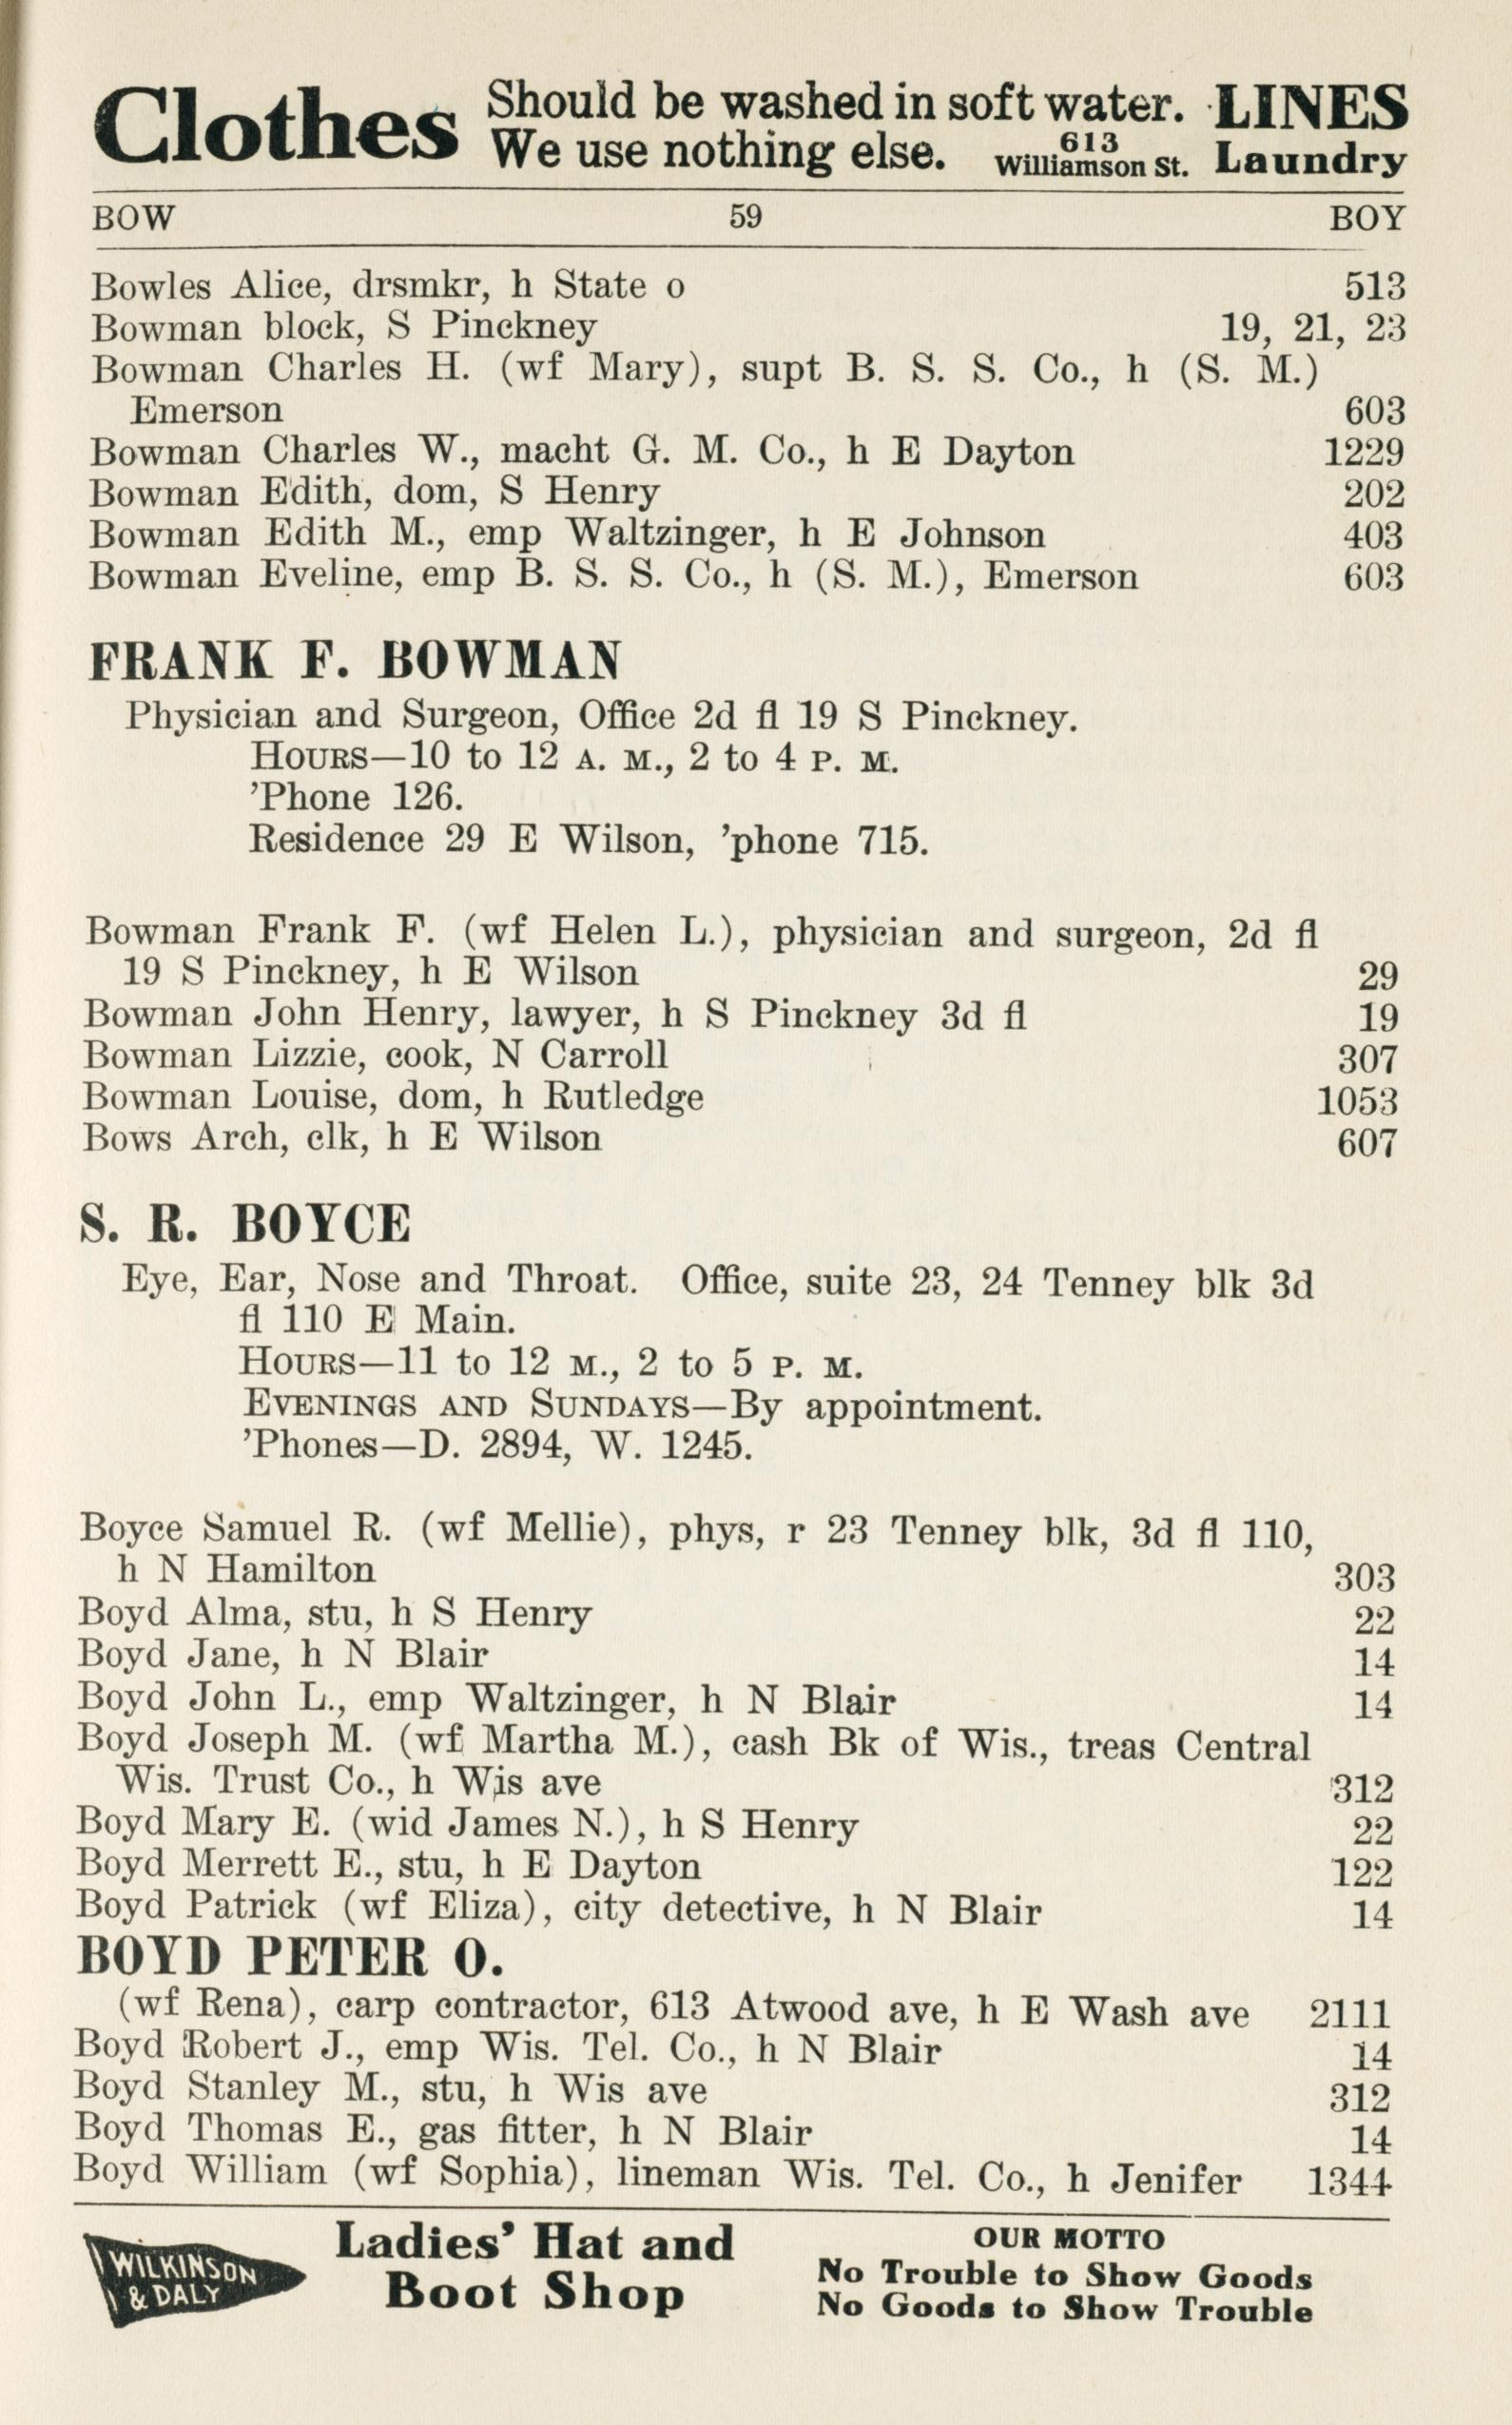 Clothes Should be washed in soft water. LINES
We use nothing else. 613 Williamson St. Laundry
BOW 59 BOY
Bowles Alice, drsmkr, h State o 513
Bowman block, S Pinckney 19, 21, 23
Bowman Charles H. (wf Mary), supt B. S. S. Co., h (S. M.)
Emerson 603
Bowman Charles W., macht G. M. Co., h E Dayton 1229
Bowman Edith, dom, S Henry 202
Bowman Edith M., emp Waltzinger, h E Johnson 403
Bowman Eveline, emp B. S. S. Co., h (S. M.), Emerson 603
FRANK F. BOWMAN
Physician and Surgeon, Office 2d fl 19 S Pinckney.
HOURS—10 to 12 A. M., 2 to 4 P. M.
'Phone 126.
Residence 29 E Wilson, 'phone 715.
Bowman Frank F. (wf Helen L.), physician and surgeon, 2d fl
19 S Pinckney, h E Wilson 29
Bowman John Henry, lawyer, h S Pinckney 3d fl 19
Bowman Lizzie, cook, N Carroll 307
Bowman Louise, dom, h Rutledge 1053
Bows Arch, clk, h E Wilson 607
S. R. BOYCE
Eye, Ear, Nose and Throat. Office, suite 23, 24 Tenney blk 3d
fl 110 E Main.
HOURS—11 to 12 M., 2 to 5 P. M.
EVENINGS AND SUNDAYS—By appointment.
'Phones—D. 2894, W. 1245.
Boyce Samuel R. (wf Mellie), phys, r 23 Tenney blk, 3d fl 110,
h N Hamilton 303
Boyd Alma, stu, h S Henry 22
Boyd Jane, h N Blair 14
Boyd John L., emp Waltzinger, h N Blair 14
Boyd Joseph M. (wf Martha M.), cash Bk of Wis., treas Central
Wis. Trust Co., h Wis ave 312
Boyd Mary E. (wid James N.), h S Henry 22
Boyd Merrett E., stu, h E Dayton 122
Boyd Patrick (wf Eliza), city detective, h N Blair 14
BOYD PETER O.
(wf Rena), carp contractor, 613 Atwood ave, h E Wash ave 2111
Boyd Robert J., emp Wis. Tel. Co., h N Blair 14
Boyd Stanley M., stu, h Wis ave 312
Boyd Thomas E., gas fitter, h N Blair 14
Boyd William (wf Sophia), lineman Wis. Tel. Co., h Jenifer 1344
WILKINSON
& DALY
Ladies' Hat and
Boot Shop
OUR MOTTO
No Trouble to Show Goods
No Goods to Show Trouble